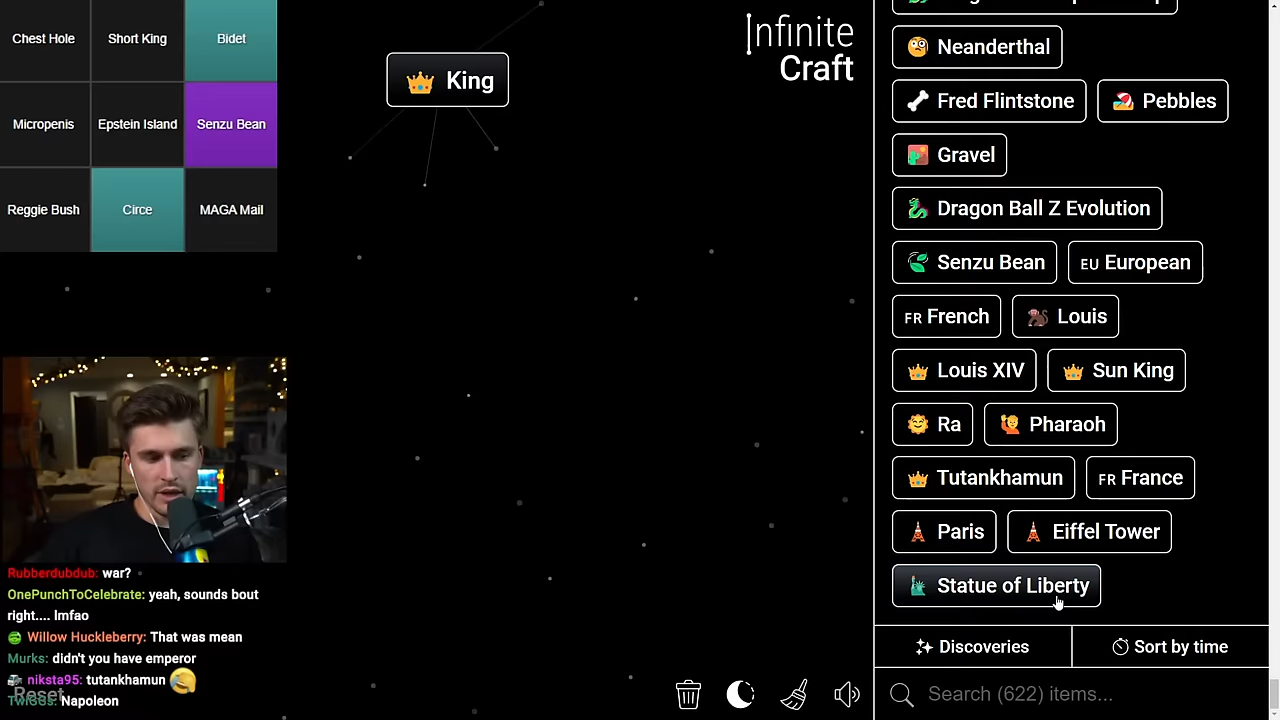 Chest Hole
Short King
Bidet
Micropenis
Epstein Island
Senzu Bean
Reggie Bush
Circe
MAGA Mail
King
Infinite
Craft
Neanderthal
Fred Flintstone
Pebbles
Gravel
Dragon Ball Z Evolution
Senzu Bean
EU European
FR French
Louis
Louis XIV
Sun King
Ra
Pharaoh
Tutankhamun
FR France
Paris
Eiffel Tower
Statue of Liberty
Discoveries
Sort by time
Search (622) items...
Rubberdubdub: war?
OnePunchToCelebrate: yeah, sounds bout
right.... lmfao
Willow Huckleberry: That was mean
Murks: didn't you have emperor
niksta95: tutankhamun
Reset
TwIGGs: Napoleon